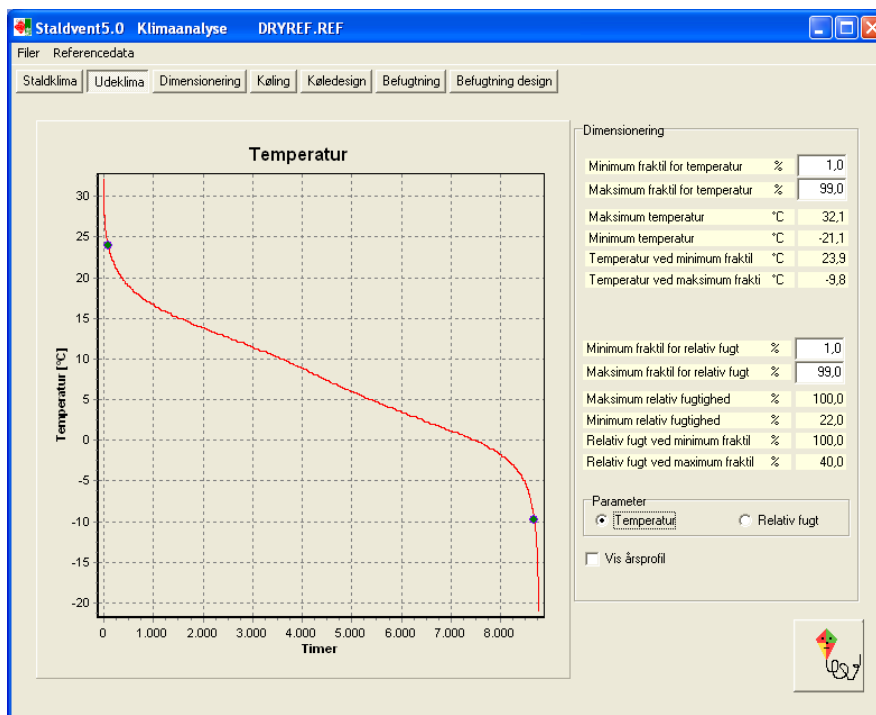 Staldvent5.0 Klimaanalyse DRYREF.REF
Filer Referencedata
Staldklima Udeklima Dimensionering Køling Køledesign Befugtning Befugtning design
Temperatur
Temperatur [°C]
30
25
20
15
10
5
0
-5
-10
-15
-20
0 1.000 2.000 3.000 4.000 5.000 6.000 7.000 8.000
Timer
Dimensionering
Minimum fraktil for temperatur % 1,0
Maksimum fraktil for temperatur % 99,0
Maksimum temperatur °C 32,1
Minimum temperatur °C -21,1
Temperatur ved minimum fraktil °C 23,9
Temperatur ved maksimum frakti °C -9,8
Minimum fraktil for relativ fugt % 1,0
Maksimum fraktil for relativ fugt % 99,0
Maksimum relativ fugtighed % 100,0
Minimum relativ fugtighed % 22,0
Relativ fugt ved minimum fraktil % 100,0
Relativ fugt ved maximum fraktil % 40,0
Parameter
Temperatur Relativ fugt
Vis årsprofil